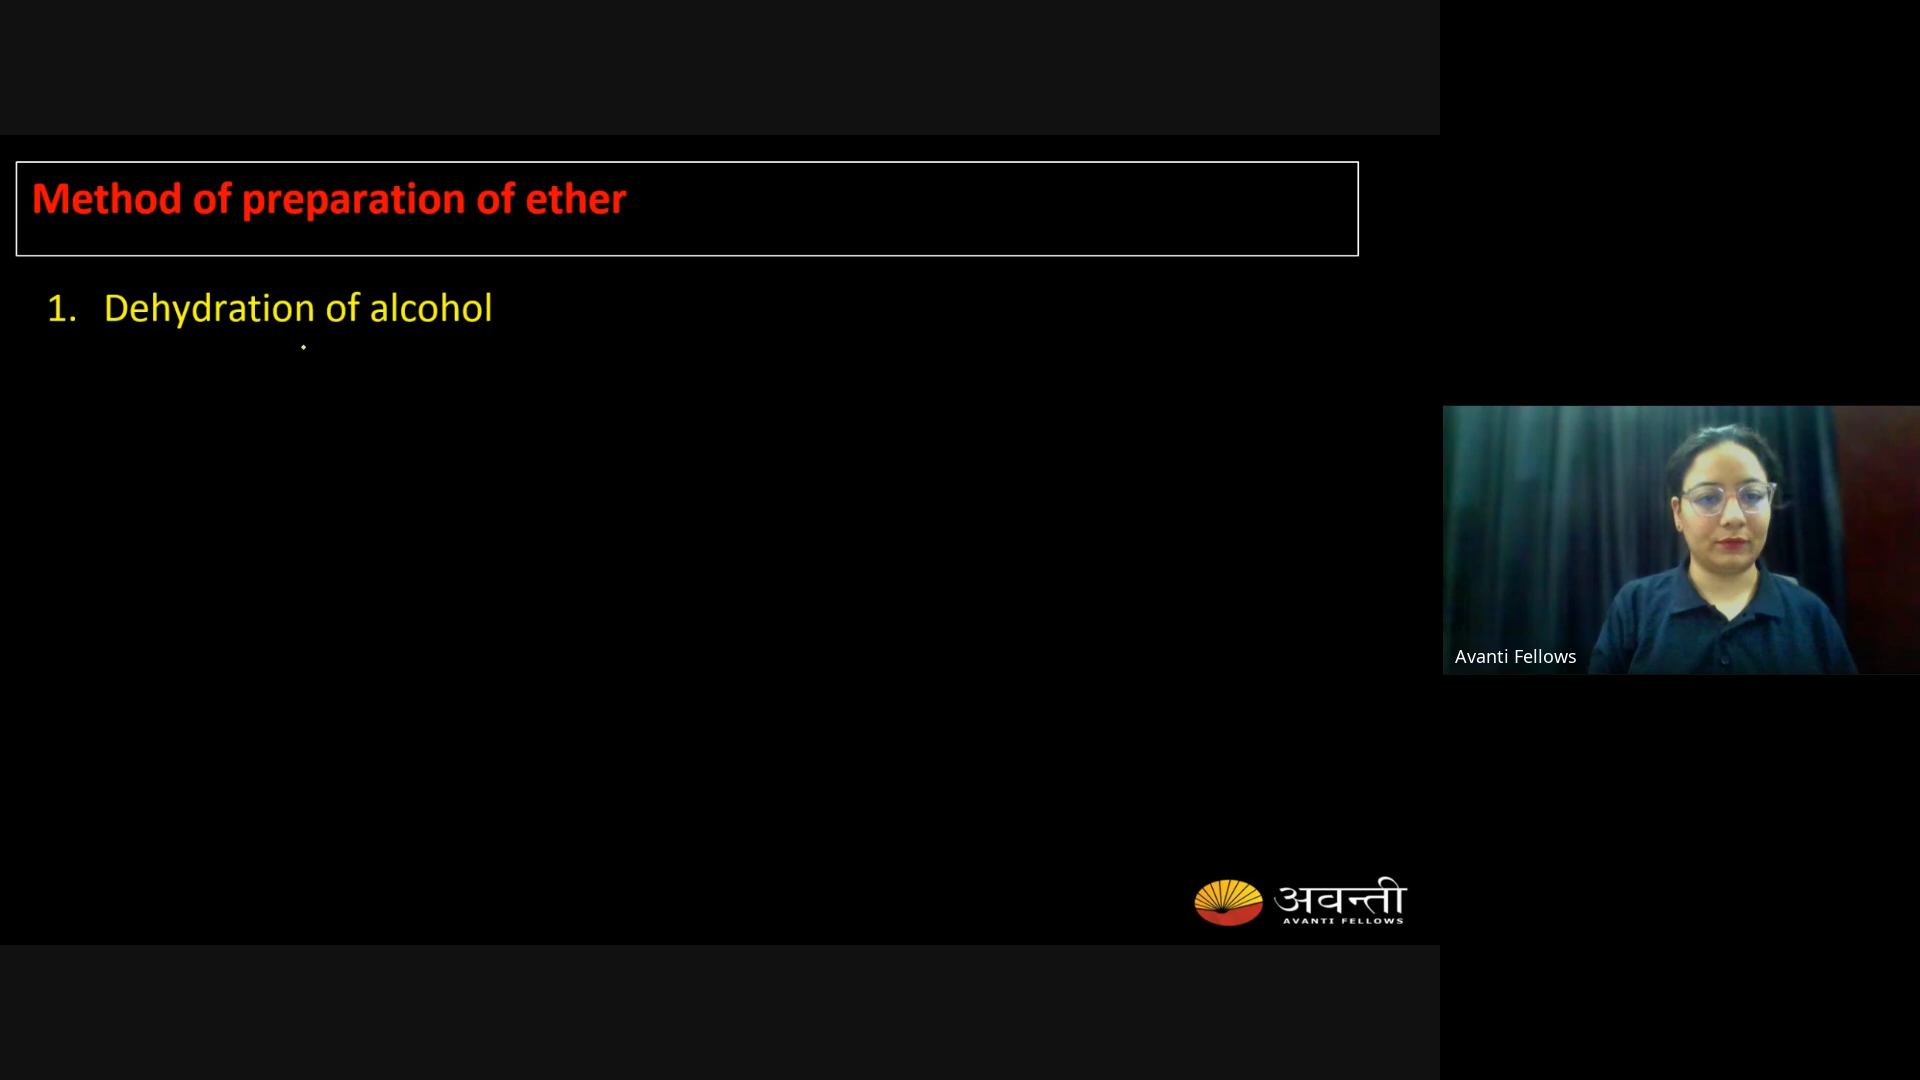 Method of preparation of ether
1. Dehydration of alcohol
Avanti Fellows
अवन्ती
AVANTI FELLOWS